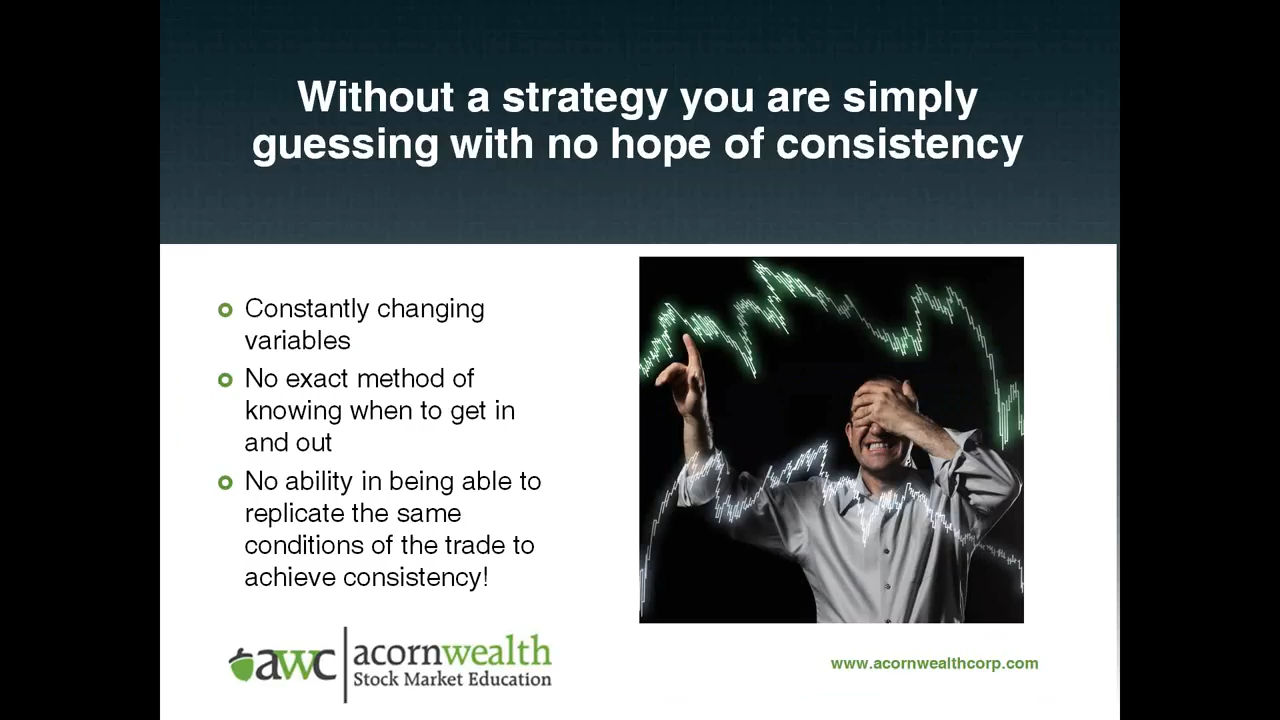 Without a strategy you are simply
guessing with no hope of consistency
Constantly changing
variables
No exact method of
knowing when to get in
and out
No ability in being able to
replicate the same
conditions of the trade to
achieve consistency!
awc
acornwealth
Stock Market Education
www.acornwealthcorp.com